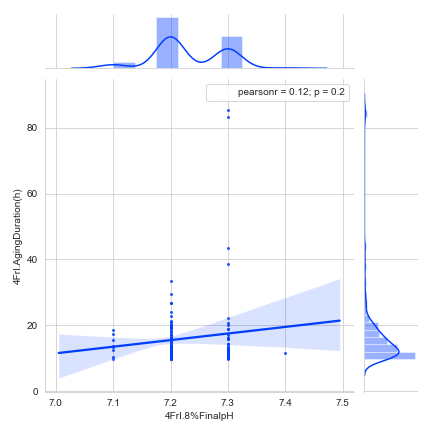 pearsonr = 0.12; p = 0.2
80
60
40
20
0
4Frl.AgingDuration(h)
7.0 7.1 7.2 7.3 7.4 7.5
4Frl.8%FinalpH